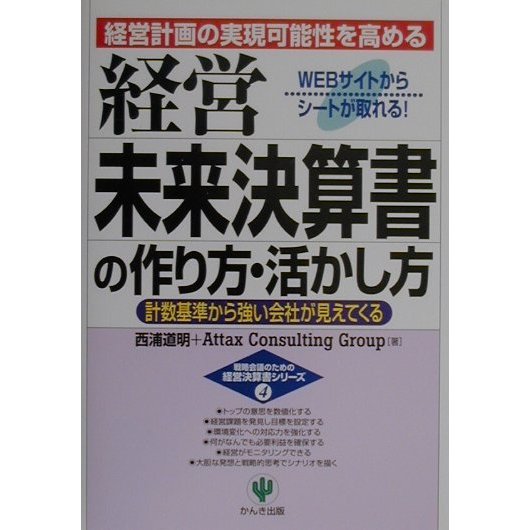 経営計画の実現可能性を高める
経営
WEBサイトから
シートが取れる!
未来決算書
の作り方・活かし方
計数基準から強い会社が見えてくる
西浦道明+Attax Consulting Group[著]
戦略会議のための
経営決算書シリーズ
4
●トップの意思を数値化する
●経営課題を発見し目標を設定する
●環境変化への対応力を強化する
●何がなんでも必要利益を確保する
●経営がモニタリングできる
●大胆な発想と戦略的思考でシナリオを描く
かんき出版